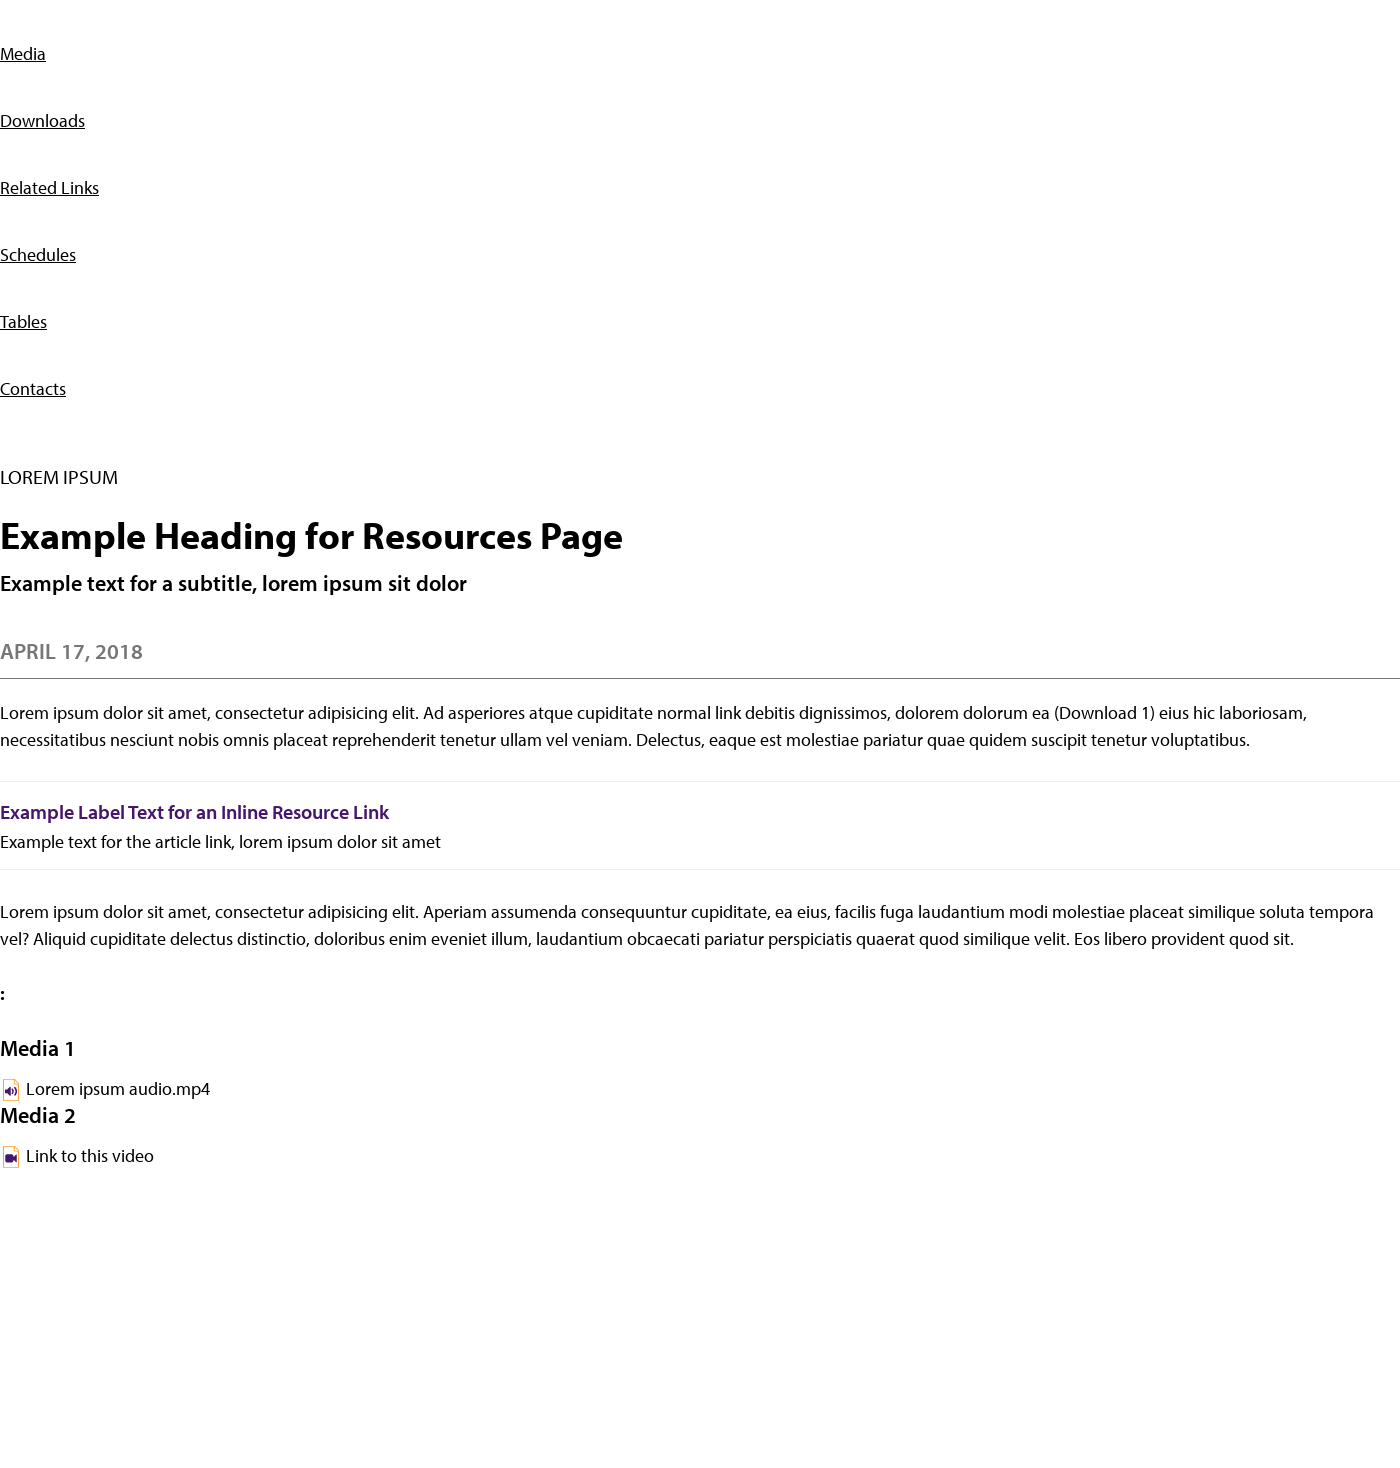 Media
Downloads
Related Links
Schedules
Tables
Contacts
LOREM IPSUM
Example Heading for Resources Page
Example text for a subtitle, lorem ipsum sit dolor
APRIL 17, 2018
Lorem ipsum dolor sit amet, consectetur adipisicing elit. Ad asperiores atque cupiditate normal link debitis dignissimos, dolorem dolorum ea (Download 1) eius hic laboriosam,
necessitatibus nesciunt nobis omnis placeat reprehenderit tenetur ullam vel veniam. Delectus, eaque est molestiae pariatur quae quidem suscipit tenetur voluptatibus.
Example Label Text for an Inline Resource Link
Example text for the article link, lorem ipsum dolor sit amet
Lorem ipsum dolor sit amet, consectetur adipisicing elit. Aperiam assumenda consequuntur cupiditate, ea eius, facilis fuga laudantium modi molestiae placeat similique soluta tempora
vel? Aliquid cupiditate delectus distinctio, doloribus enim eveniet illum, laudantium obcaecati pariatur perspiciatis quaerat quod similique velit. Eos libero provident quod sit.
:
Media 1
Lorem ipsum audio.mp4
Media 2
Link to this video